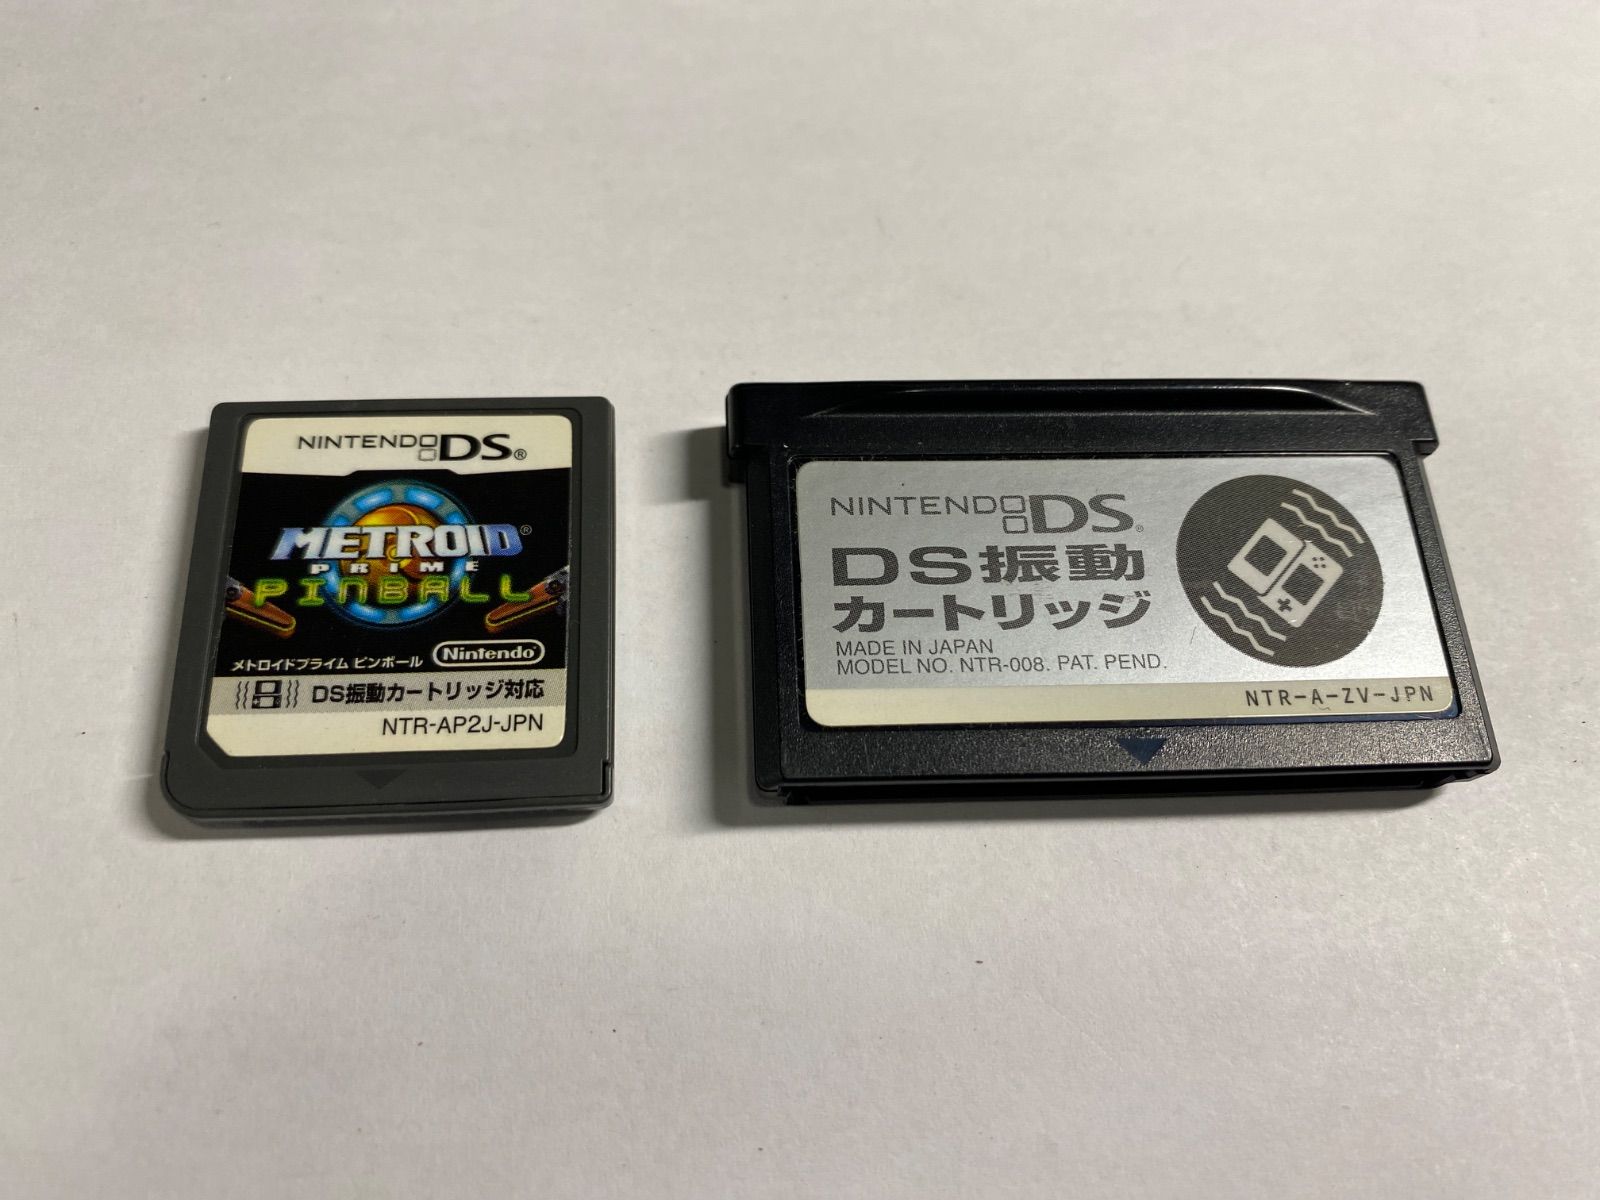 NINTENDO DS®
METROID®
PRIME
PINBALL
メトロイドプライム ピンボール Nintendo®
DS振動カートリッジ対応
NTR-AP2J-JPN
NINTENDO DS®
DS振動
カートリッジ
MADE IN JAPAN
MODEL NO. NTR-008. PAT. PEND.
NTR-A-ZV-JPN